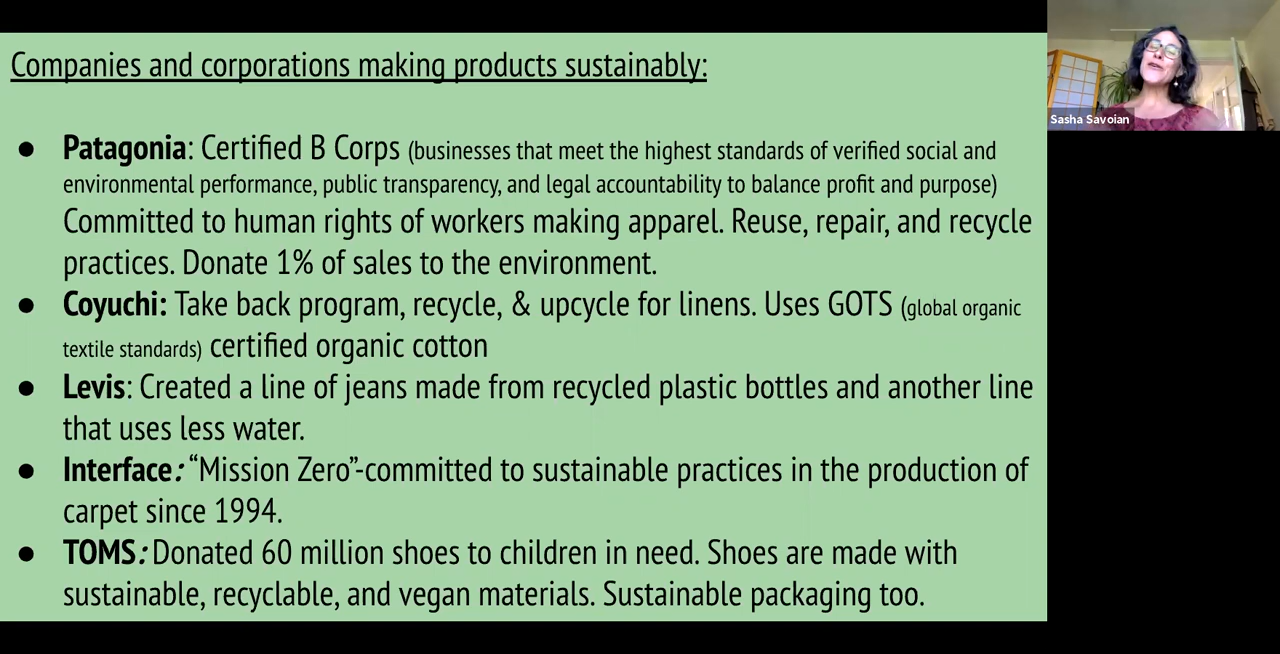 Companies and corporations making products sustainably:
● Patagonia: Certified B Corps (businesses that meet the highest standards of verified social and
environmental performance, public transparency, and legal accountability to balance profit and purpose)
Committed to human rights of workers making apparel. Reuse, repair, and recycle
practices. Donate 1% of sales to the environment.
● Coyuchi: Take back program, recycle, & upcycle for linens. Uses GOTS (global organic
textile standards) certified organic cotton
● Levis: Created a line of jeans made from recycled plastic bottles and another line
that uses less water.
● Interface: “Mission Zero”-committed to sustainable practices in the production of
carpet since 1994.
● TOMS: Donated 60 million shoes to children in need. Shoes are made with
sustainable, recyclable, and vegan materials. Sustainable packaging too.
Sasha Savoian